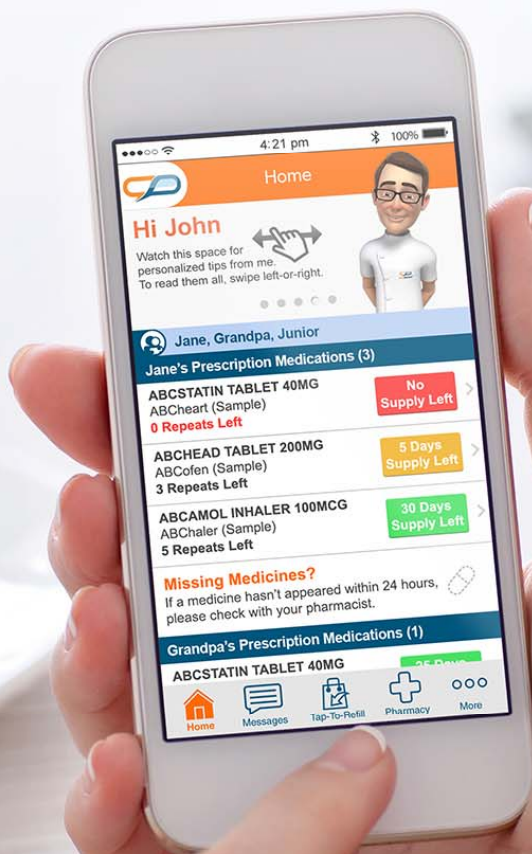 4:21 pm
100%
Home
Hi John
Watch this space for
personalized tips from me.
To read them all, swipe left-or-right.
Jane, Grandpa, Junior
Jane's Prescription Medications (3)
ABCSTATIN TABLET 40MG
ABCheart (Sample)
0 Repeats Left
No
Supply Left
ABCHEAD TABLET 200MG
ABCofen (Sample)
3 Repeats Left
5 Days
Supply Left
ABCAMOL INHALER 100MCG
ABChaler (Sample)
5 Repeats Left
30 Days
Supply Left
Missing Medicines?
If a medicine hasn't appeared within 24 hours,
please check with your pharmacist.
Grandpa's Prescription Medications (1)
ABCSTATIN TABLET 40MG
25 Days
Home
Messages
Tap-To-Refill
Pharmacy
More